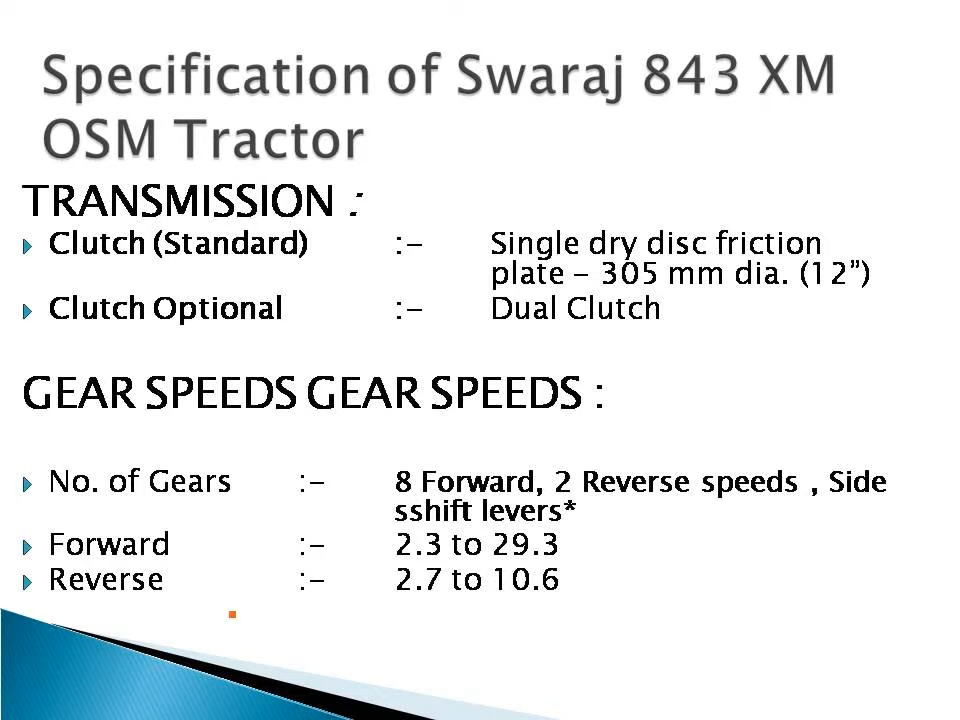 Specification of Swaraj 843 XM
OSM Tractor
TRANSMISSION :
Clutch (Standard) :- Single dry disc friction
plate - 305 mm dia. (12”)
Clutch Optional :- Dual Clutch
GEAR SPEEDS GEAR SPEEDS :
No. of Gears :- 8 Forward, 2 Reverse speeds , Side
sshift levers*
Forward :- 2.3 to 29.3
Reverse :- 2.7 to 10.6